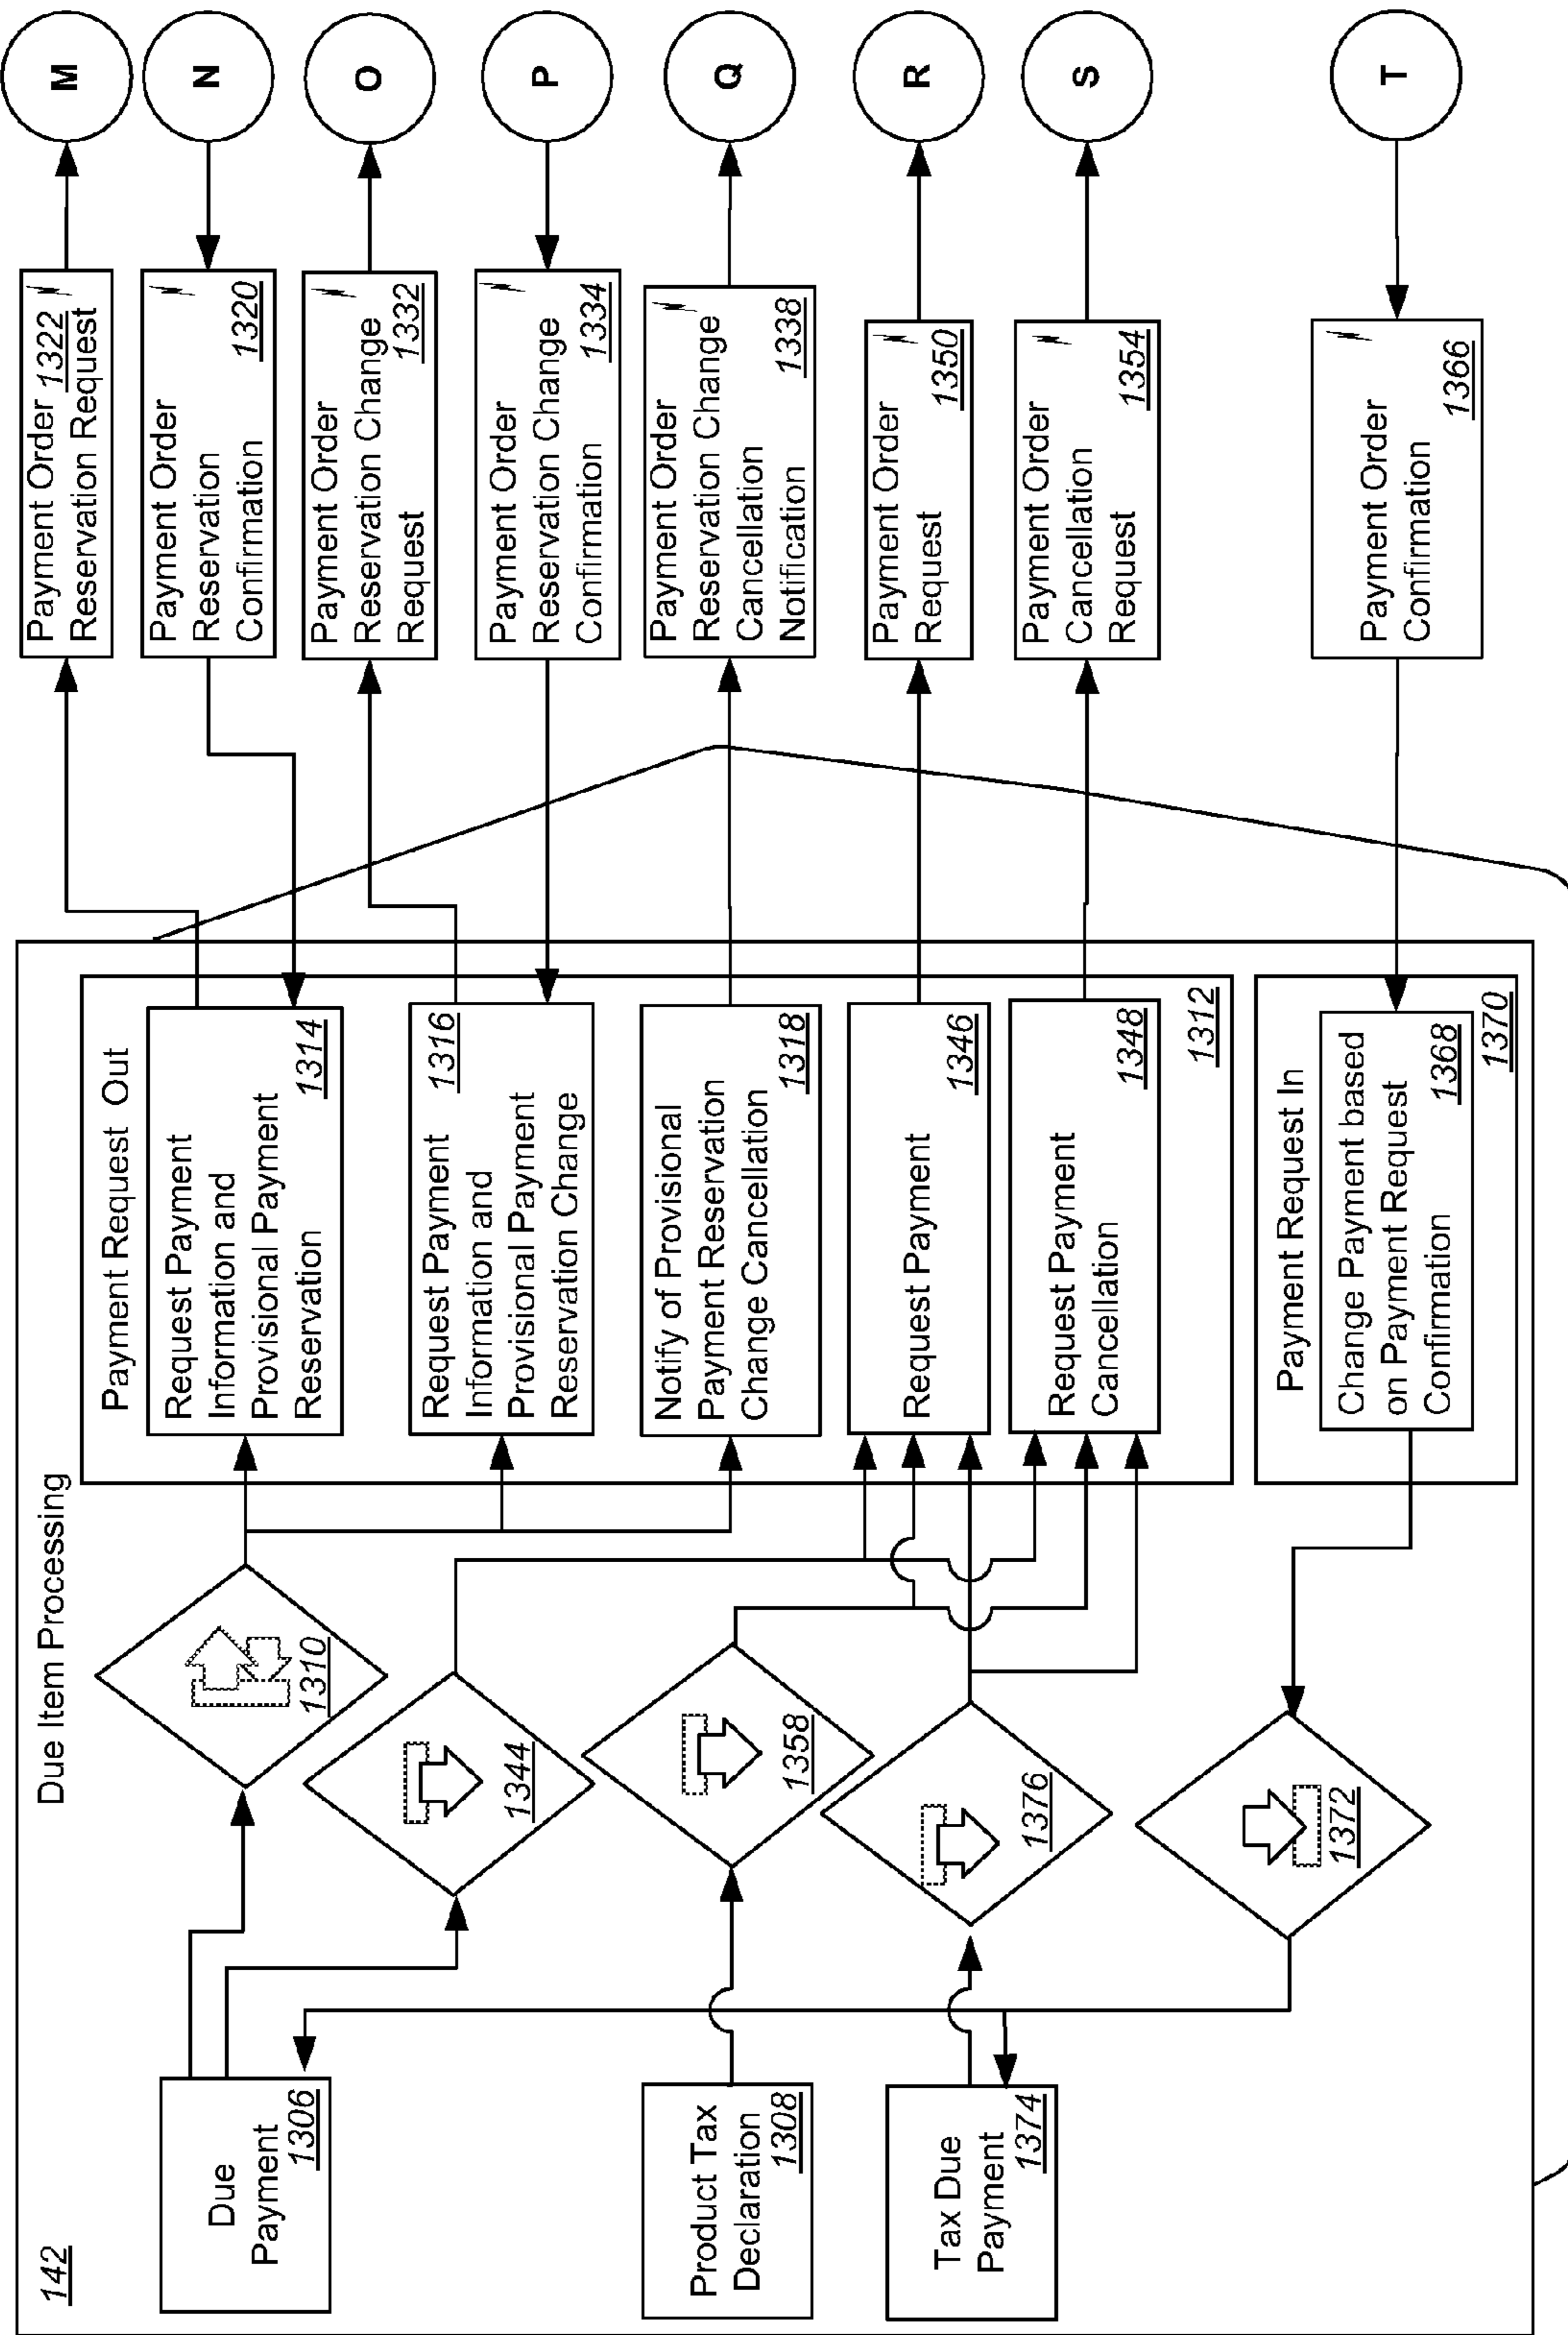 142
Due Item Processing
Due
Payment
1306
Product Tax
Declaration
1308
Tax Due
Payment
1374
1310
1344
1358
1376
1372
Payment Request Out
Request Payment
Information and
Provisional Payment
Reservation
1314
Request Payment
Information and
Provisional Payment
Reservation Change
1316
Notify of Provisional
Payment Reservation
Change Cancellation
1318
Request Payment
1346
Request Payment
Cancellation
1348
1312
Payment Request In
Change Payment based
on Payment Request
Confirmation
1368
1370
Payment Order 1322
Reservation Request
Payment Order
Reservation
Confirmation
1320
Payment Order
Reservation Change
Request
1332
Payment Order
Reservation Change
Confirmation
1334
Payment Order
Reservation Change
Cancellation
Notification
1338
Payment Order
Request
1350
Payment Order
Cancellation
Request
1354
Payment Order
Confirmation
1366
M
N
O
P
Q
R
S
T